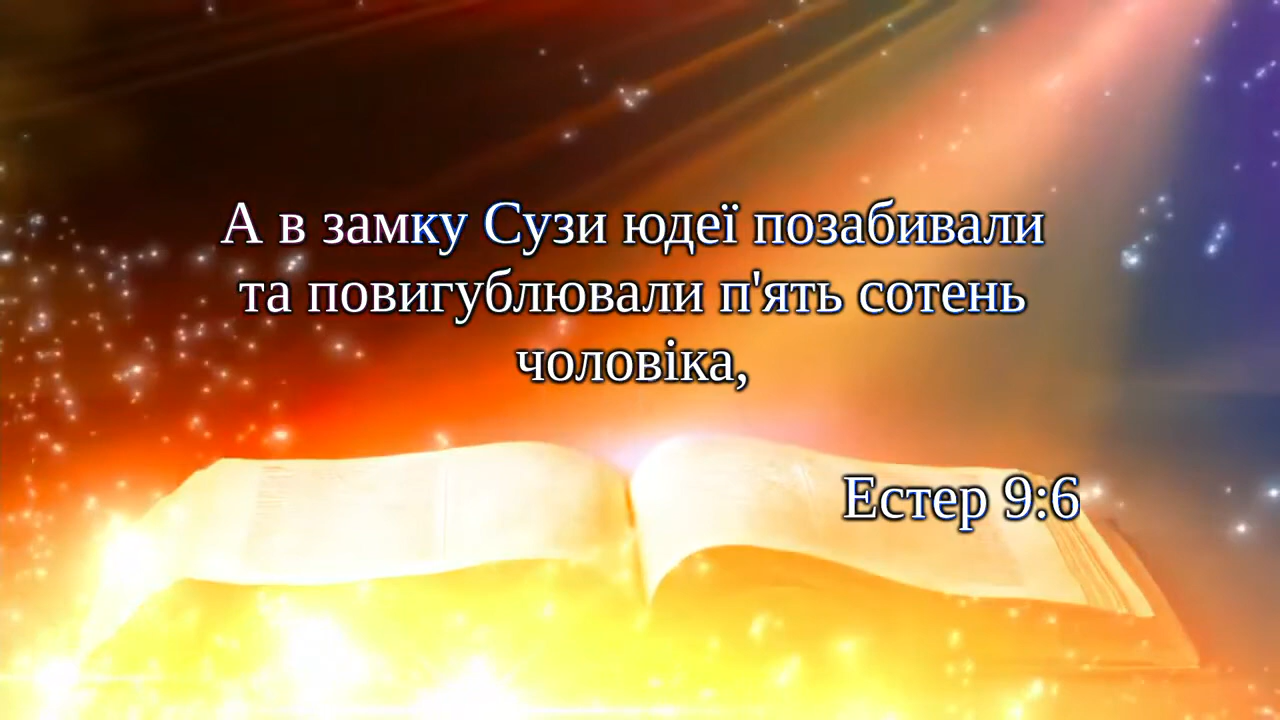 А в замку Сузи юдеї позабивали
та повигублювали п'ять сотень
чоловіка,
Естер 9:6